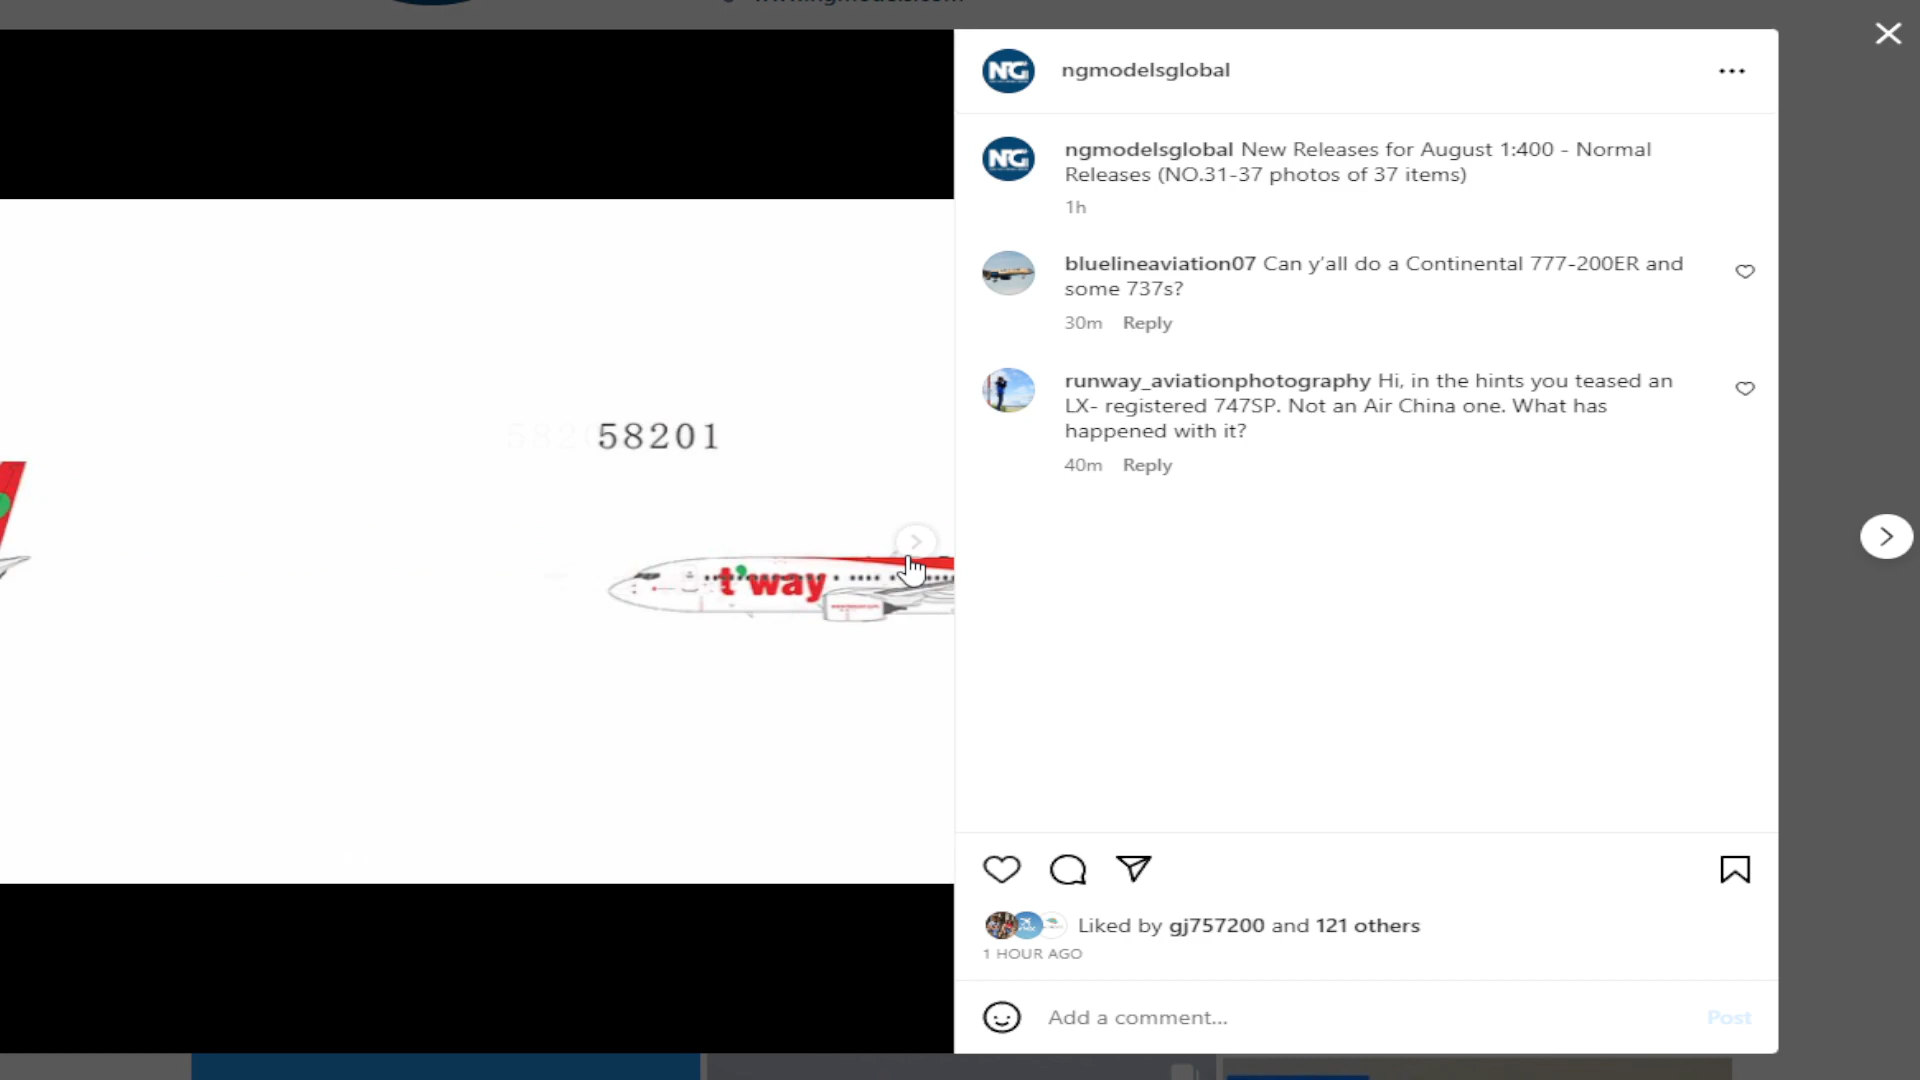 NG
ngmodelsglobal
NG
ngmodelsglobal New Releases for August 1:400 - Normal
Releases (NO.31-37 photos of 37 items)
1h
bluelineaviation07 Can y'all do a Continental 777-200ER and
some 737s?
30m Reply
runway_aviationphotography Hi, in the hints you teased an
LX- registered 747SP. Not an Air China one. What has
happened with it?
40m Reply
58201
t'way
Liked by gj757200 and 121 others
1 HOUR AGO
Add a comment...
Post